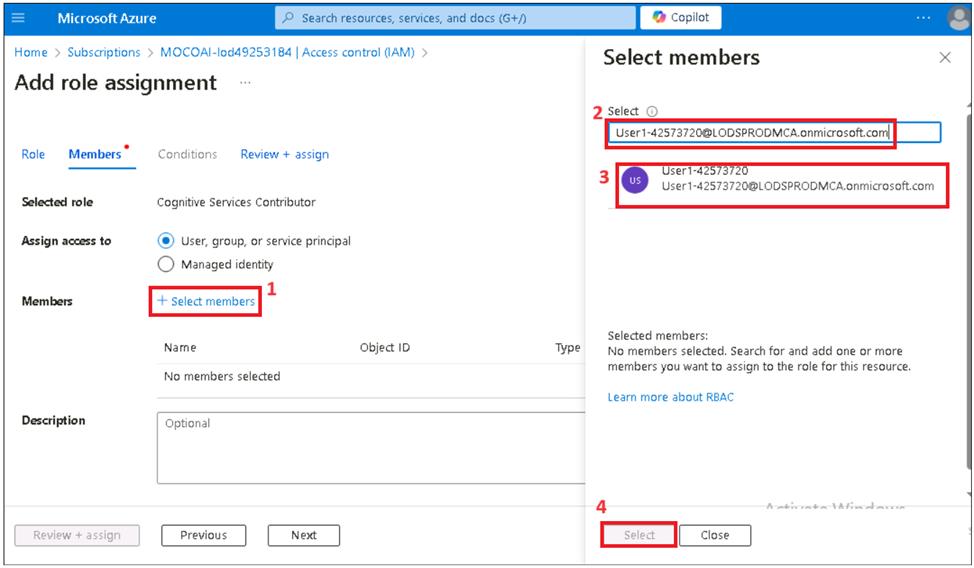 Microsoft Azure
Search resources, services, and docs (G+/)
Copilot
Home > Subscriptions > MOCOAI-lod49253184 | Access control (IAM) >
Add role assignment ...
Role Members Conditions Review + assign
Selected role Cognitive Services Contributor
Assign access to User, group, or service principal
Managed identity
Members + Select members 1
Name Object ID Type
No members selected
Description Optional
Review + assign Previous Next
Select members
Select
2 User1-42573720@LODSPRODMCA.onmicrosoft.com
3 US User1-42573720
User1-42573720@LODSPRODMCA.onmicrosoft.com
Selected members:
No members selected. Search for and add one or more
members you want to assign to the role for this resource.
Learn more about RBAC
Activate Windows
4
Select Close